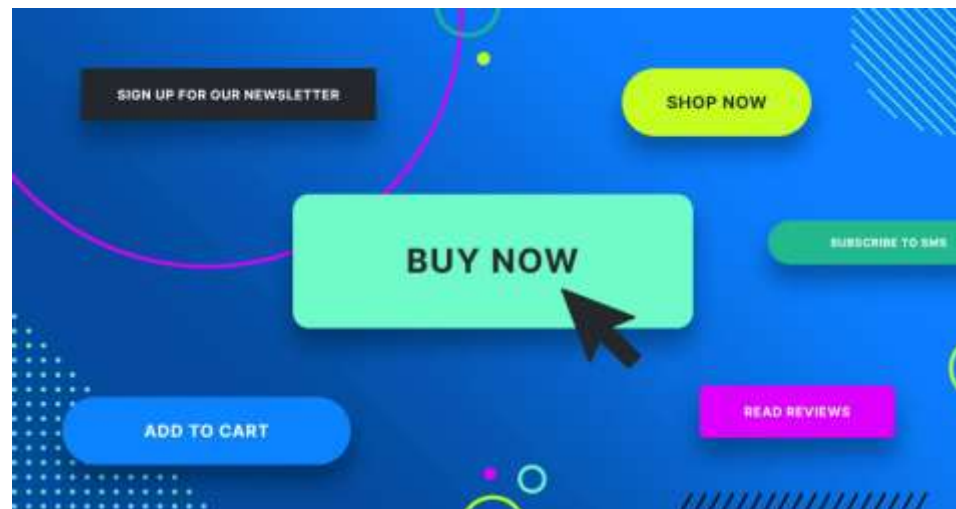 SIGN UP FOR OUR NEWSLETTER
SHOP NOW
BUY NOW
SUBSCRIBE TO SMS
ADD TO CART
READ REVIEWS